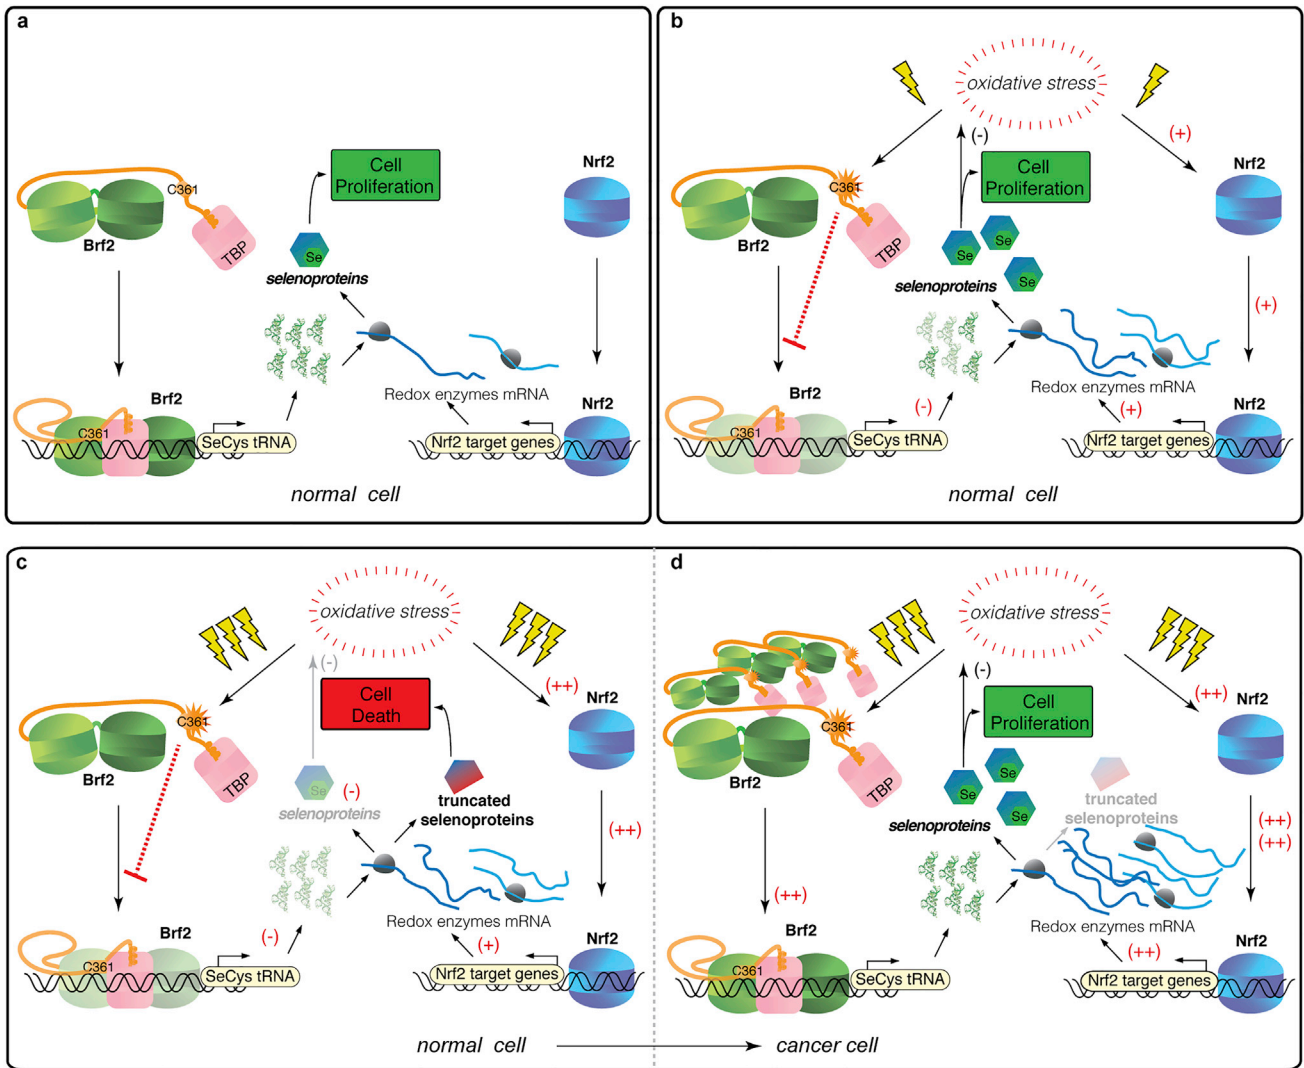 a
Cell
Proliferation
Nrf2
C361
Brf2
TBP
Se
selenoproteins
Redox enzymes mRNA
Brf2
Nrf2
C361
SeCys tRNA
Nrf2 target genes
normal cell
b
oxidative stress
(-)
(+)
Cell
Proliferation
Nrf2
C361
Brf2
TBP
Se
Se
Se
selenoproteins
(+)
Redox enzymes mRNA
Brf2
(-)
(+)
Nrf2
C361
SeCys tRNA
Nrf2 target genes
normal cell
c
oxidative stress
(-)
(++)
Cell
Death
Nrf2
C361
Brf2
TBP
Se
(-)
selenoproteins
truncated
selenoproteins
(++)
Redox enzymes mRNA
Brf2
(-)
(+)
Nrf2
C361
SeCys tRNA
Nrf2 target genes
normal cell
d
oxidative stress
(-)
(++)
Cell
Proliferation
Nrf2
C361
Brf2
TBP
Se
Se
Se
truncated
selenoproteins
selenoproteins
(++)
(++)
(++)
Redox enzymes mRNA
Brf2
(++)
Nrf2
C361
SeCys tRNA
Nrf2 target genes
cancer cell